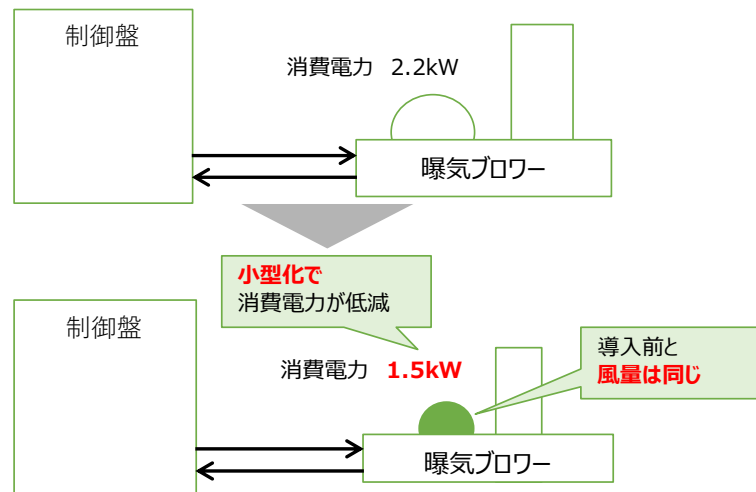 制御盤
消費電力 2.2kW
曝気ブロワー
小型化で
消費電力が低減
制御盤
消費電力 1.5kW
導入前と
風量は同じ
曝気ブロワー